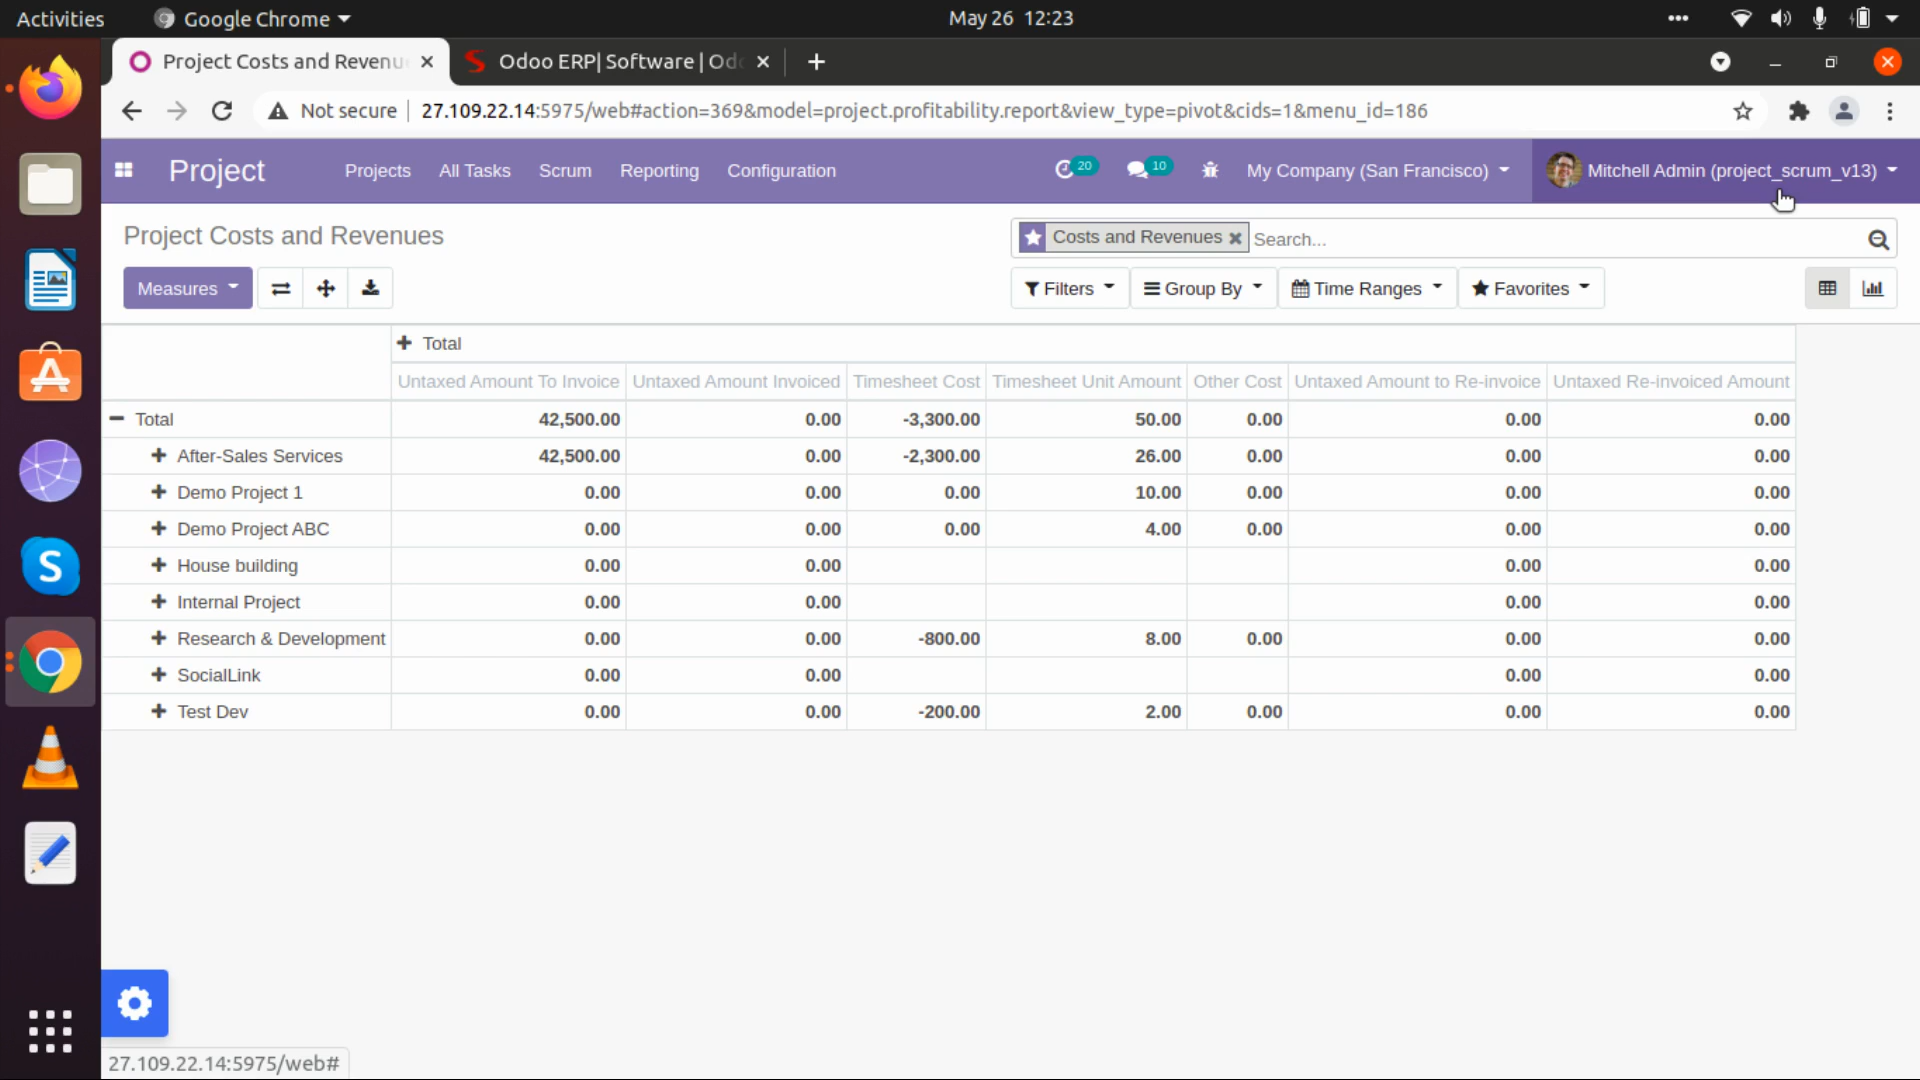 Activities Google Chrome May 26 12:23
Project Costs and Revenu Odoo ERP| Software | Od
Not secure 27.109.22.14:5975/web#action=369&model=project.profitability.report&view_type=pivot&cids=1&menu_id=186
Project Projects All Tasks Scrum Reporting Configuration 20 10 My Company (San Francisco) Mitchell Admin (project_scrum_v13)
Project Costs and Revenues Costs and Revenues Search...
Measures Filters Group By Time Ranges Favorites
Total
Untaxed Amount To Invoice Untaxed Amount Invoiced Timesheet Cost Timesheet Unit Amount Other Cost Untaxed Amount to Re-invoice Untaxed Re-invoiced Amount
Total 42,500.00 0.00 -3,300.00 50.00 0.00 0.00 0.00
After-Sales Services 42,500.00 0.00 -2,300.00 26.00 0.00 0.00 0.00
Demo Project 1 0.00 0.00 0.00 10.00 0.00 0.00 0.00
Demo Project ABC 0.00 0.00 0.00 4.00 0.00 0.00 0.00
House building 0.00 0.00 0.00 0.00
Internal Project 0.00 0.00 0.00 0.00
Research & Development 0.00 0.00 -800.00 8.00 0.00 0.00 0.00
SocialLink 0.00 0.00 0.00 0.00
Test Dev 0.00 0.00 -200.00 2.00 0.00 0.00 0.00
27.109.22.14:5975/web#